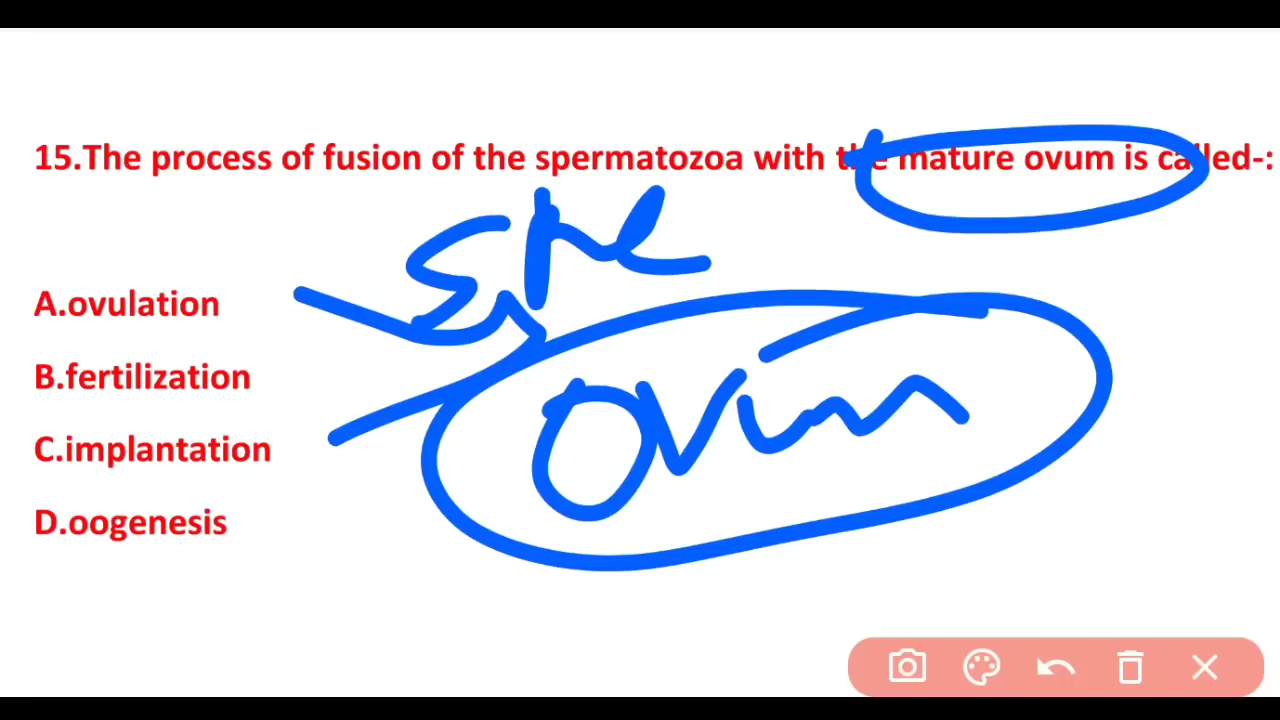 15.The process of fusion of the spermatozoa with the mature ovum is called-:
A.ovulation
B.fertilization
C.implantation
D.oogenesis
ovum